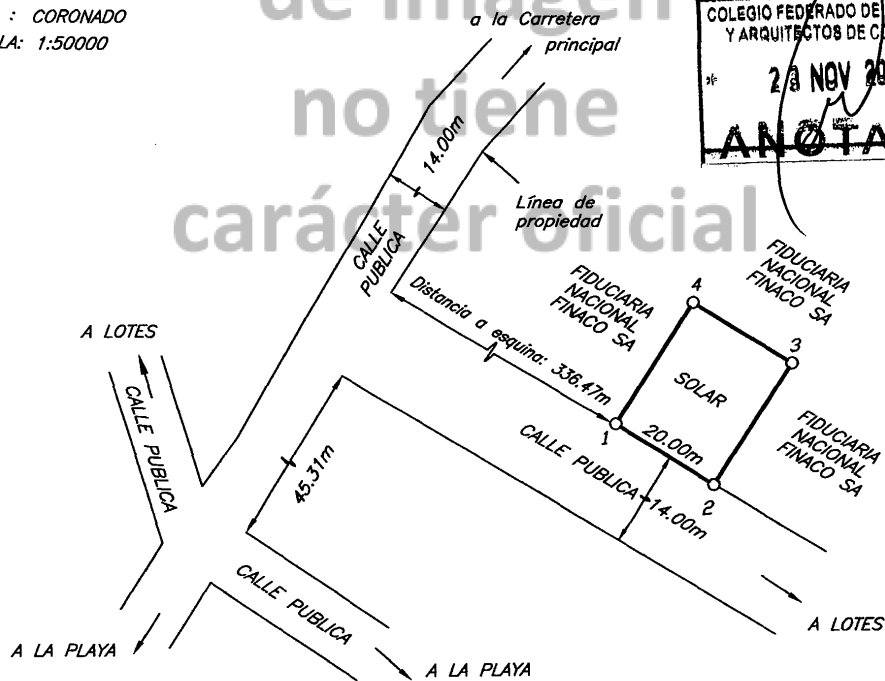 : CORONADO
LA: 1:50000
de imagen
no tiene
carácter oficial
COLEGIO FEDERADO DE
Y ARQUITECTOS DE
NOV
ANOTA
a la Carretera
principal
14.00m
CALLE
PUBLICA
Línea de
propiedad
FIDUCIARIA
NACIONAL
FINACO SA
FIDUCIARIA
NACIONAL
FINACO SA
4
3
Distancia a esquina: 336.47m
SOLAR
A LOTES
CALLE PUBLICA
1
20.00m
2
FIDUCIARIA
NACIONAL
FINACO SA
CALLE PUBLICA
14.00m
45.31m
CALLE PUBLICA
A LOTES
A LA PLAYA
A LA PLAYA